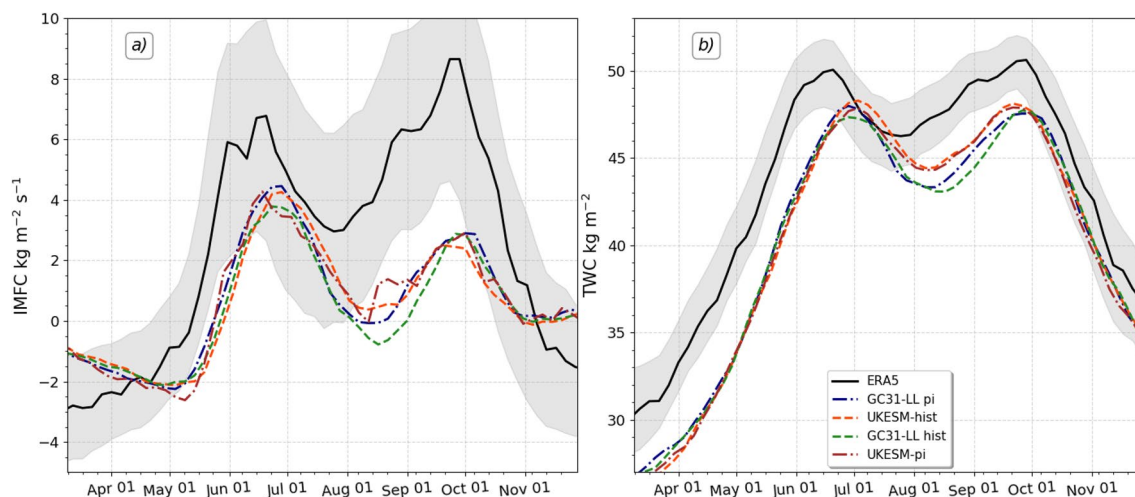 a)
IMFC kg m⁻² s⁻¹
10
8
6
4
2
0
−2
−4
Apr 01 May 01 Jun 01 Jul 01 Aug 01 Sep 01 Oct 01 Nov 01
b)
TWC kg m⁻²
50
45
40
35
30
ERA5
GC31-LL pi
UKESM-hist
GC31-LL hist
UKESM-pi
Apr 01 May 01 Jun 01 Jul 01 Aug 01 Sep 01 Oct 01 Nov 01